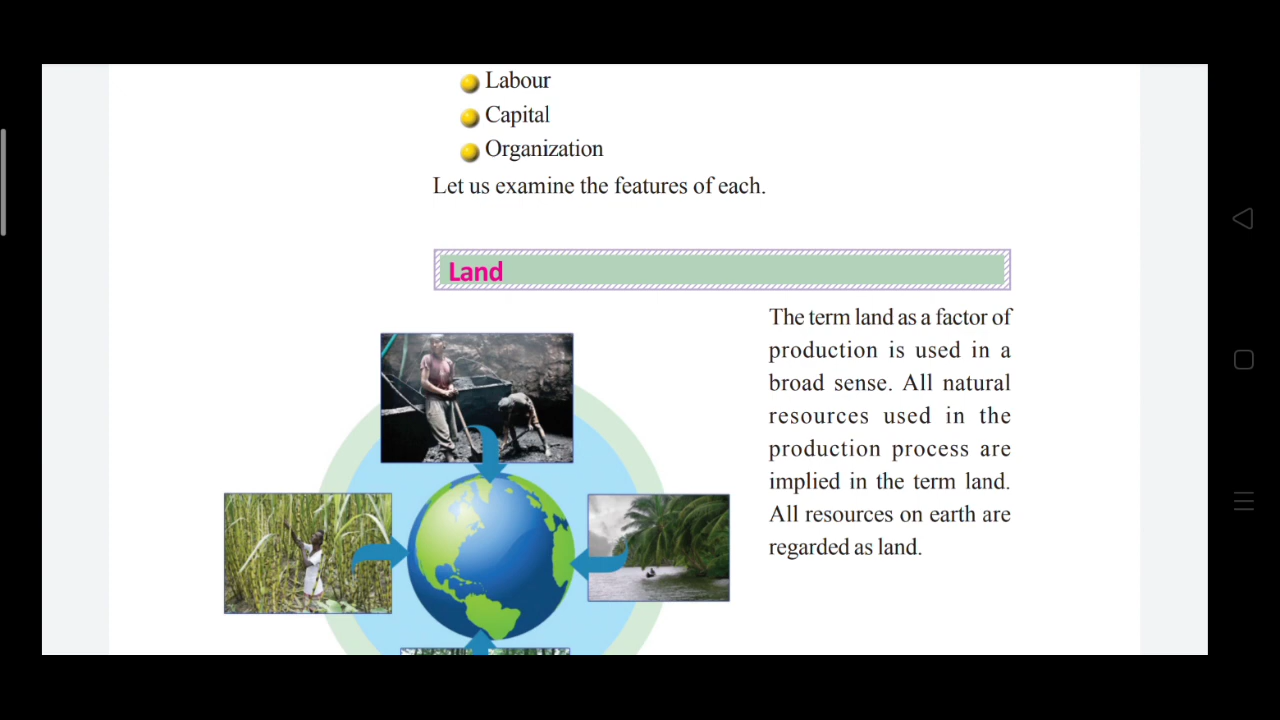 Labour
Capital
Organization
Let us examine the features of each.
Land
The term land as a factor of
production is used in a
broad sense. All natural
resources used in the
production process are
implied in the term land.
All resources on earth are
regarded as land.